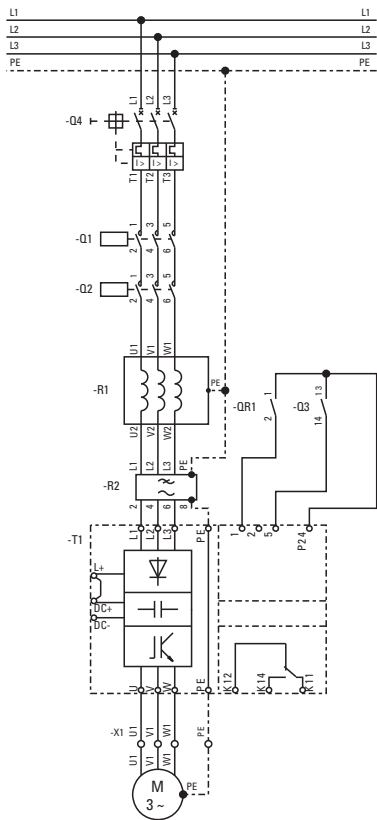 L1 L1
L2 L2
L3 L3
PE PE
L1 L2 L3
-Q4
I> I> I>
T1 T2 T3
1 3 5
-Q1
2 4 6
1 3 5
-Q2
2 4 6
U1 V1 W1
-R1 PE
1 13
-QR1 -Q3
2 14
U2 V2 W2
L1 L2 L3 PE
-R2
2 4 6 8
-T1
L1 L2 L3 PE
1 2 5 P24
L+
DC+
DC-
K12 K14 K11
U V W PE
-X1
U1 V1 W1 PE
U1 V1 W1
M
3 ~
PE